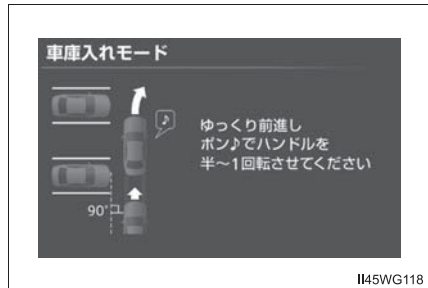 車庫入れモード
ゆっくり前進し
ポン♪でハンドルを
半～1回転させてください
♪
90°
II45WG118